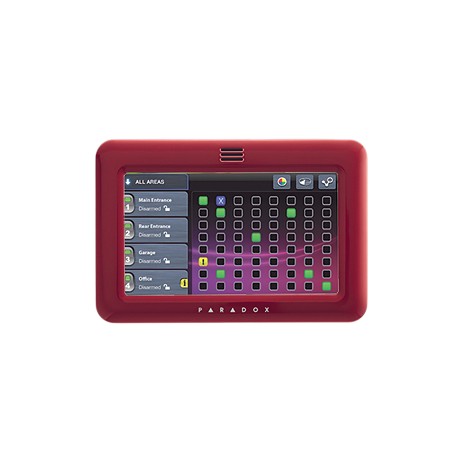 ALL AREAS
1 Main Entrance
Disarmed
X
2 Rear Entrance
Disarmed
3 Garage
Disarmed
4 Office
Disarmed
PARADOX